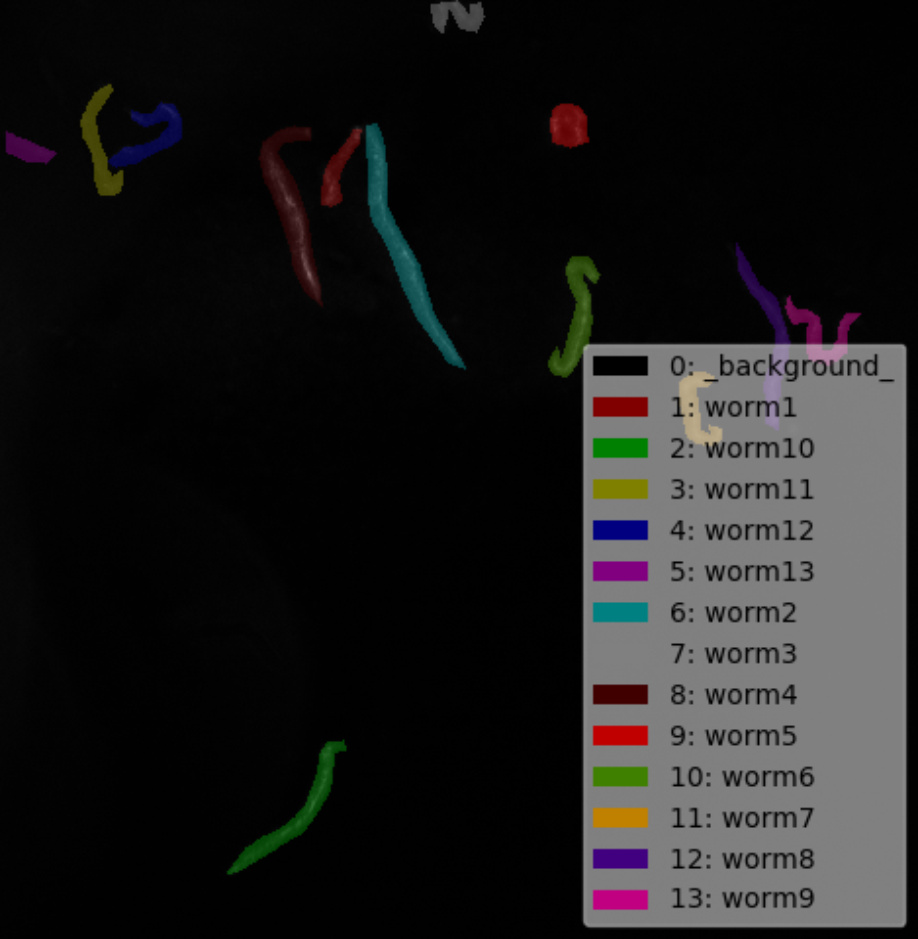 0: _background_
1: worm1
2: worm10
3: worm11
4: worm12
5: worm13
6: worm2
7: worm3
8: worm4
9: worm5
10: worm6
11: worm7
12: worm8
13: worm9